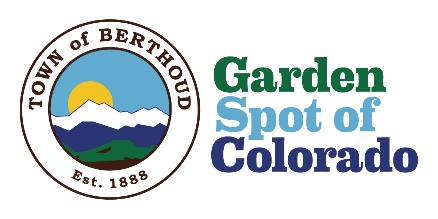 TOWN of BERTHOUD
Est. 1888
Garden
Spot of
Colorado